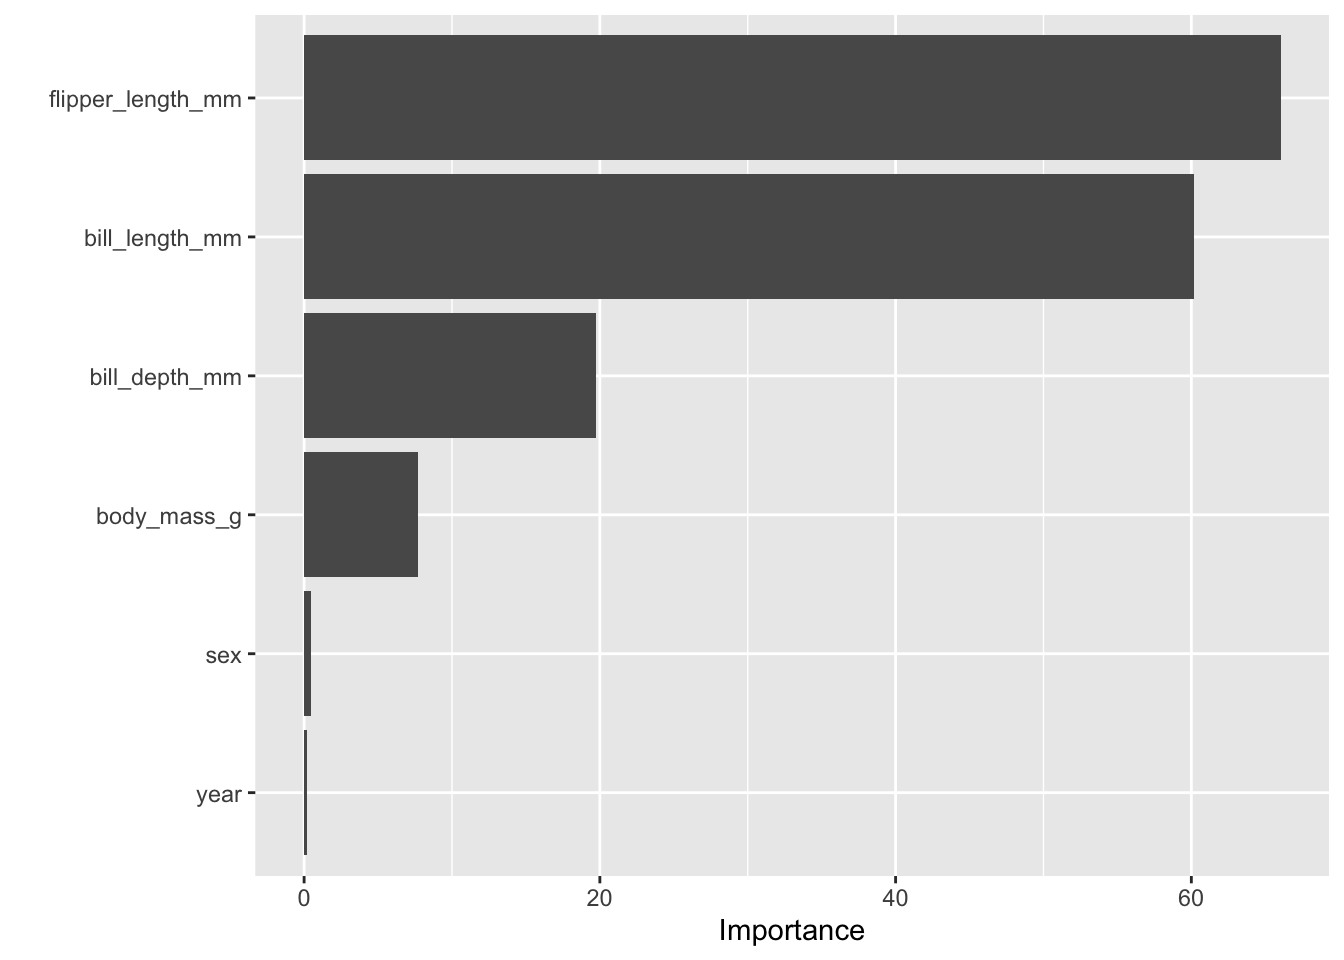 flipper_length_mm
bill_length_mm
bill_depth_mm
body_mass_g
sex
year
0 20 40 60
Importance